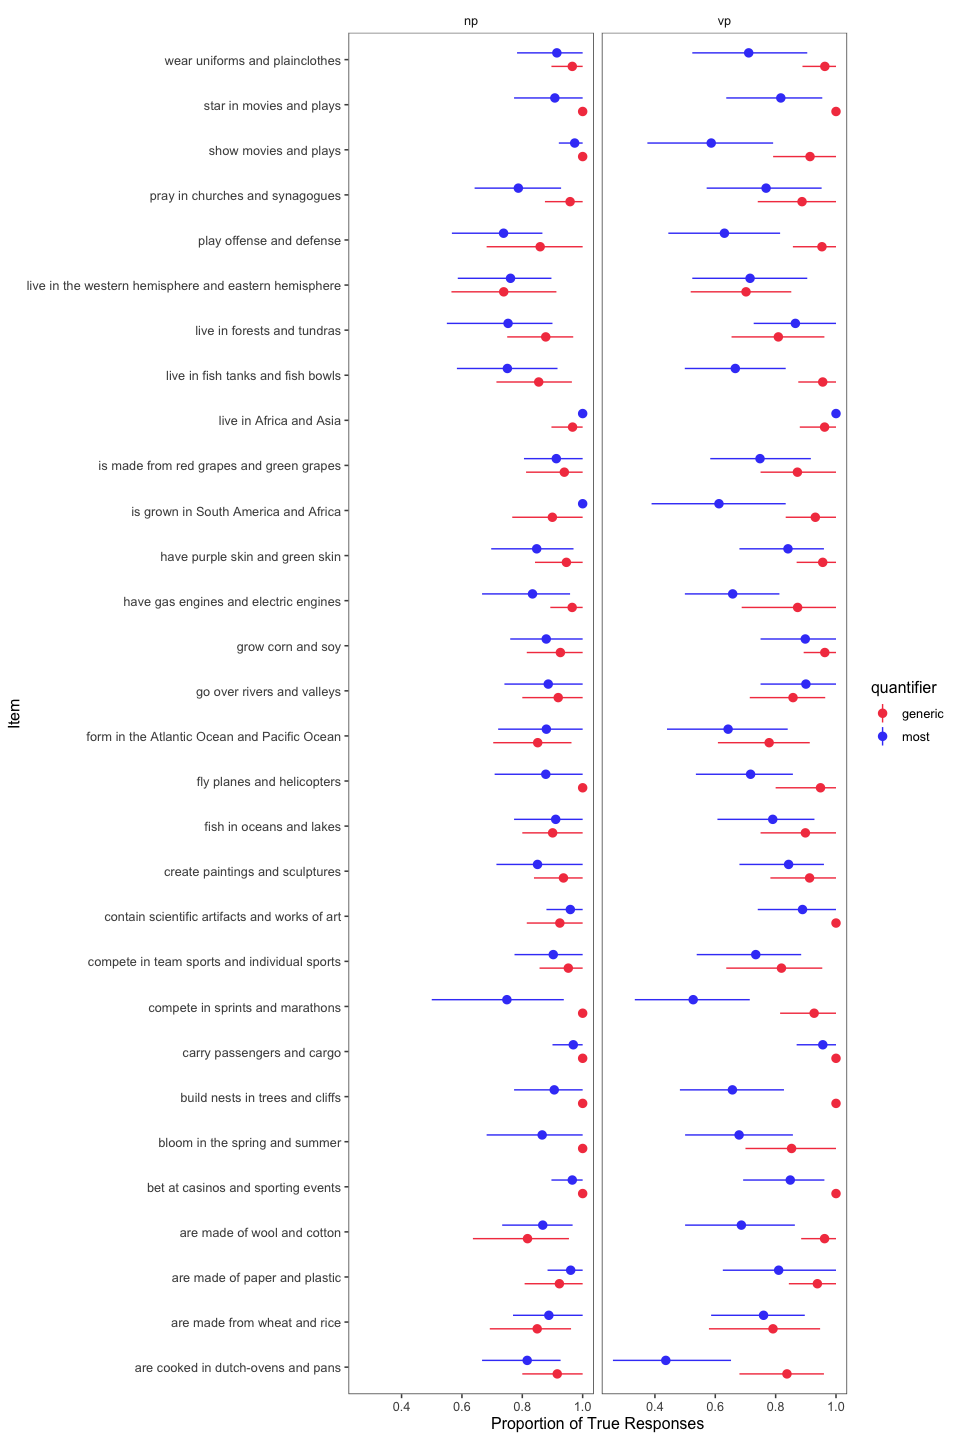 np
vp
wear uniforms and plainclothes
star in movies and plays
show movies and plays
pray in churches and synagogues
play offense and defense
live in the western hemisphere and eastern hemisphere
live in forests and tundras
live in fish tanks and fish bowls
live in Africa and Asia
is made from red grapes and green grapes
is grown in South America and Africa
have purple skin and green skin
have gas engines and electric engines
grow corn and soy
go over rivers and valleys
form in the Atlantic Ocean and Pacific Ocean
fly planes and helicopters
fish in oceans and lakes
create paintings and sculptures
contain scientific artifacts and works of art
compete in team sports and individual sports
compete in sprints and marathons
carry passengers and cargo
build nests in trees and cliffs
bloom in the spring and summer
bet at casinos and sporting events
are made of wool and cotton
are made of paper and plastic
are made from wheat and rice
are cooked in dutch-ovens and pans
Item
0.4 0.6 0.8 1.0
0.4 0.6 0.8 1.0
Proportion of True Responses
quantifier
generic
most